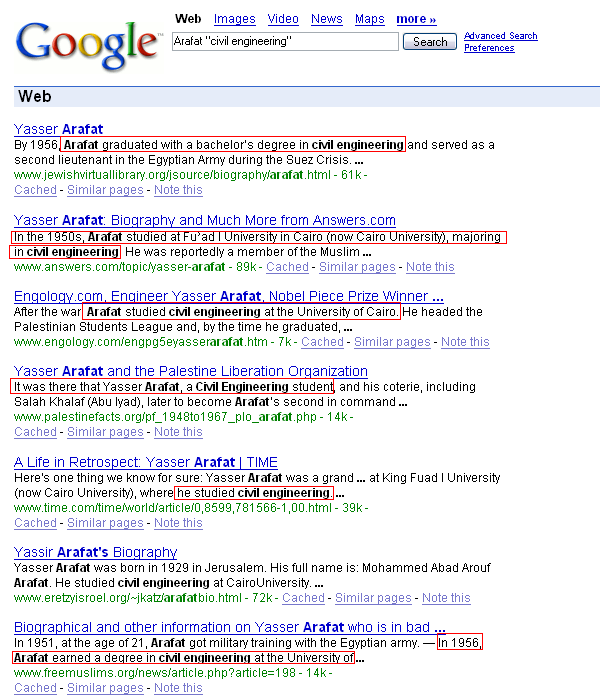 Web Images Video News Maps more »
Google™ Arafat "civil engineering" Search Advanced Search
Preferences
Web
Yasser Arafat
By 1956, Arafat graduated with a bachelor's degree in civil engineering and served as a
second lieutenant in the Egyptian Army during the Suez Crisis. ...
www.jewishvirtuallibrary.org/jsource/biography/arafat.html - 61k -
Cached - Similar pages - Note this
Yasser Arafat: Biography and Much More from Answers.com
In the 1950s, Arafat studied at Fu'ad I University in Cairo (now Cairo University), majoring
in civil engineering. He was reportedly a member of the Muslim ...
www.answers.com/topic/yasser-arafat - 89k - Cached - Similar pages - Note this
Engology.com, Engineer Yasser Arafat, Nobel Piece Prize Winner ...
After the war Arafat studied civil engineering at the University of Cairo. He headed the
Palestinian Students League and, by the time he graduated, ...
www.engology.com/engpg5eyasserarafat.htm - 7k - Cached - Similar pages - Note this
Yasser Arafat and the Palestine Liberation Organization
It was there that Yasser Arafat, a Civil Engineering student, and his coterie, including
Salah Khalaf (Abu Iyad), later to become Arafat's second in command ...
www.palestinefacts.org/pf_1948to1967_plo_arafat.php - 14k -
Cached - Similar pages - Note this
A Life in Retrospect: Yasser Arafat | TIME
Here's one thing we know for sure: Yasser Arafat was a grand ... at King Fuad I University
(now Cairo University), where he studied civil engineering. ...
www.time.com/time/world/article/0,8599,781566-1,00.html - 39k -
Cached - Similar pages - Note this
Yassir Arafat's Biography
Yasser Arafat was born in 1929 in Jerusalem. His full name is: Mohammed Abad Arouf
Arafat. He studied civil engineering at CairoUniversity. ...
www.eretzyisroel.org/~jkatz/arafatbio.html - 72k - Cached - Similar pages - Note this
Biographical and other information on Yasser Arafat who is in bad ...
In 1951, at the age of 21, Arafat got military training with the Egyptian army. — In 1956,
Arafat earned a degree in civil engineering at the University of ...
www.freemuslims.org/news/article.php?article=198 - 14k -
Cached - Similar pages - Note this